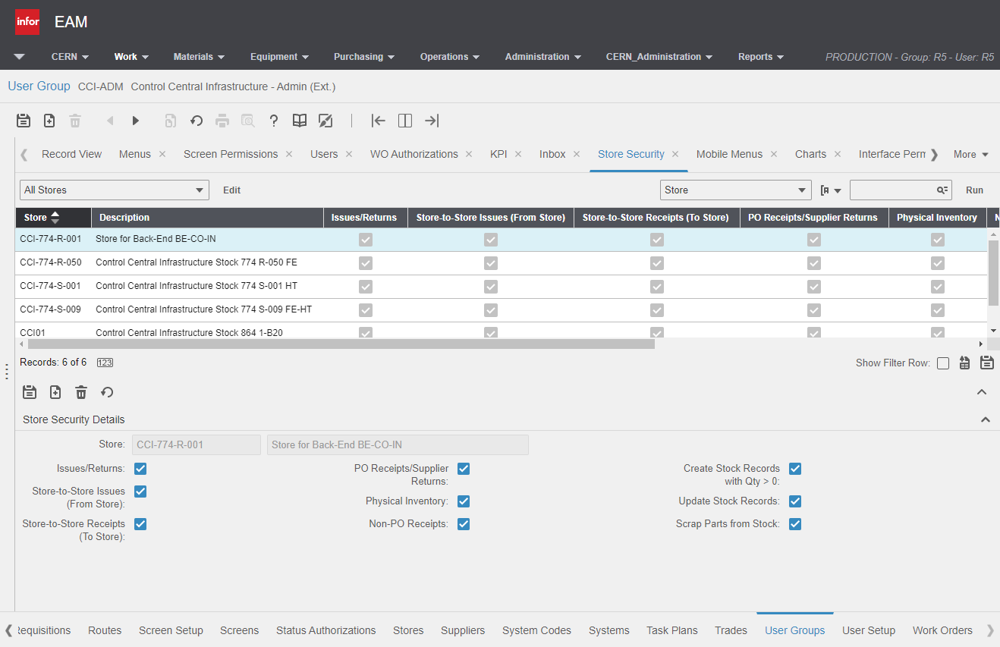 infor EAM
CERN Work Materials Equipment Purchasing Operations Administration CERN_Administration Reports PRODUCTION - Group: R5 - User: R5
User Group CCI-ADM Control Central Infrastructure - Admin (Ext.)
Record View Menus Screen Permissions Users WO Authorizations KPI Inbox Store Security Mobile Menus Charts Interface Perm More
All Stores Edit Store Run
Store Description Issues/Returns Store-to-Store Issues (From Store) Store-to-Store Receipts (To Store) PO Receipts/Supplier Returns Physical Inventory N
CCI-774-R-001 Store for Back-End BE-CO-IN
CCI-774-R-050 Control Central Infrastructure Stock 774 R-050 FE
CCI-774-S-001 Control Central Infrastructure Stock 774 S-001 HT
CCI-774-S-009 Control Central Infrastructure Stock 774 S-009 FE-HT
CCI01 Control Central Infrastructure Stock 864 1-B20
Records: 6 of 6 123 Show Filter Row:
Store Security Details
Store: CCI-774-R-001 Store for Back-End BE-CO-IN
Issues/Returns:
Store-to-Store Issues
(From Store):
Store-to-Store Receipts
(To Store):
PO Receipts/Supplier
Returns:
Physical Inventory:
Non-PO Receipts:
Create Stock Records
with Qty > 0:
Update Stock Records:
Scrap Parts from Stock:
Requisitions Routes Screen Setup Screens Status Authorizations Stores Suppliers System Codes Systems Task Plans Trades User Groups User Setup Work Orders